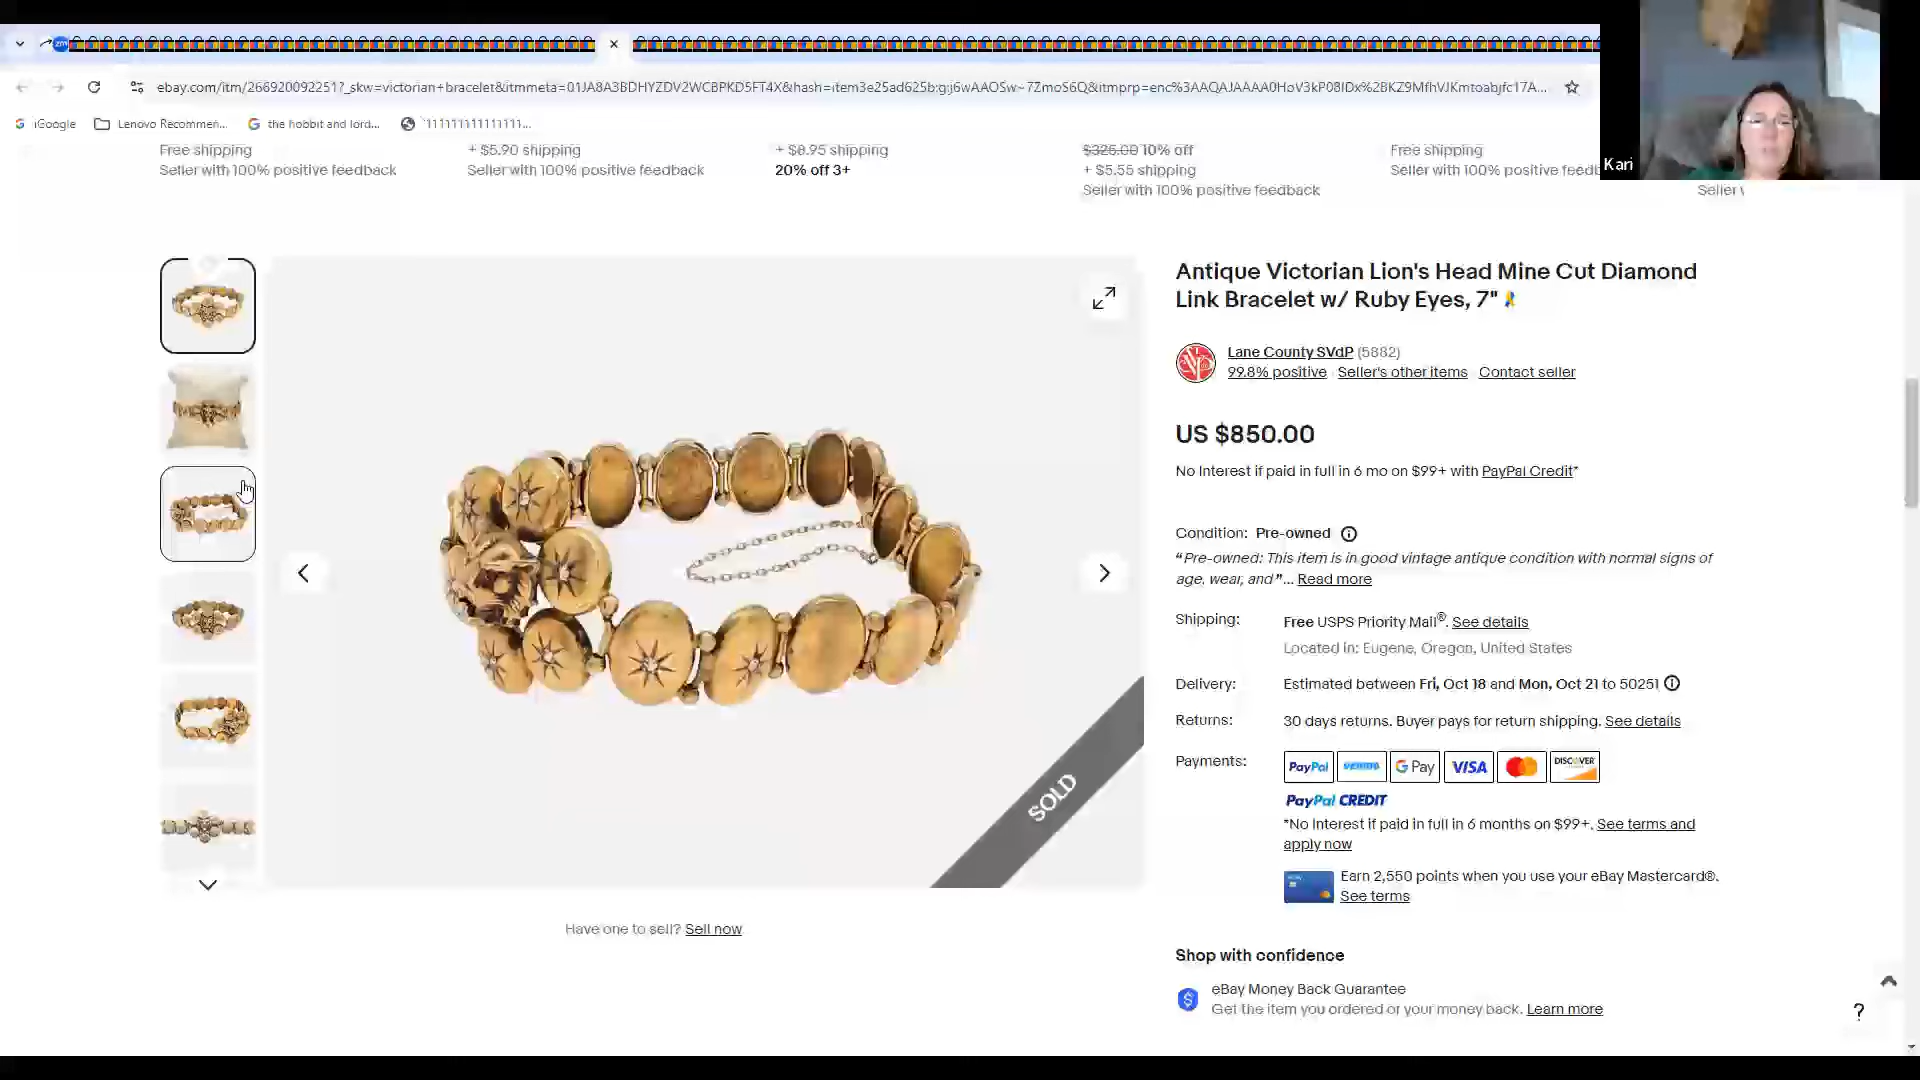 zm
ebay.com/itm/266920092251?_skw=victorian+bracelet&itmmeta=01JA8A3BDHYZDV2WCBPKD5FT4X&hash=item3e25ad625b:g:j6wAAOSw~7ZmoS6Q&itmprp=enc%3AAQAJAAAA0HoV3kP08IDx%2BKZ9MfhVJKmtoabjfc17A...
iGoogle
Lenovo Recommen...
the hobbit and lord...
'111111111111111...
Kari
Free shipping
+ $5.90 shipping
+ $8.95 shipping
$325.00 10% off
Free shipping
Seller with 100% positive feedback
Seller with 100% positive feedback
20% off 3+
+ $5.55 shipping
Seller with 100% positive feedb
Seller with 100% positive feedback
Seller
Antique Victorian Lion's Head Mine Cut Diamond
Link Bracelet w/ Ruby Eyes, 7"
Lane County SVdP (5882)
99.8% positive Seller's other items Contact seller
US $850.00
No Interest if paid in full in 6 mo on $99+ with PayPal Credit*
Condition: Pre-owned
“Pre-owned: This item is in good vintage antique condition with normal signs of
age, wear, and”... Read more
Shipping: Free USPS Priority Mail®. See details
Located in: Eugene, Oregon, United States
Delivery: Estimated between Fri, Oct 18 and Mon, Oct 21 to 50251
Returns: 30 days returns. Buyer pays for return shipping. See details
Payments: PayPal venmo G Pay VISA DISCOVER
PayPal CREDIT
*No Interest if paid in full in 6 months on $99+. See terms and
apply now
Earn 2,550 points when you use your eBay Mastercard®.
See terms
SOLD
Have one to sell? Sell now
Shop with confidence
eBay Money Back Guarantee
Get the item you ordered or your money back. Learn more
?